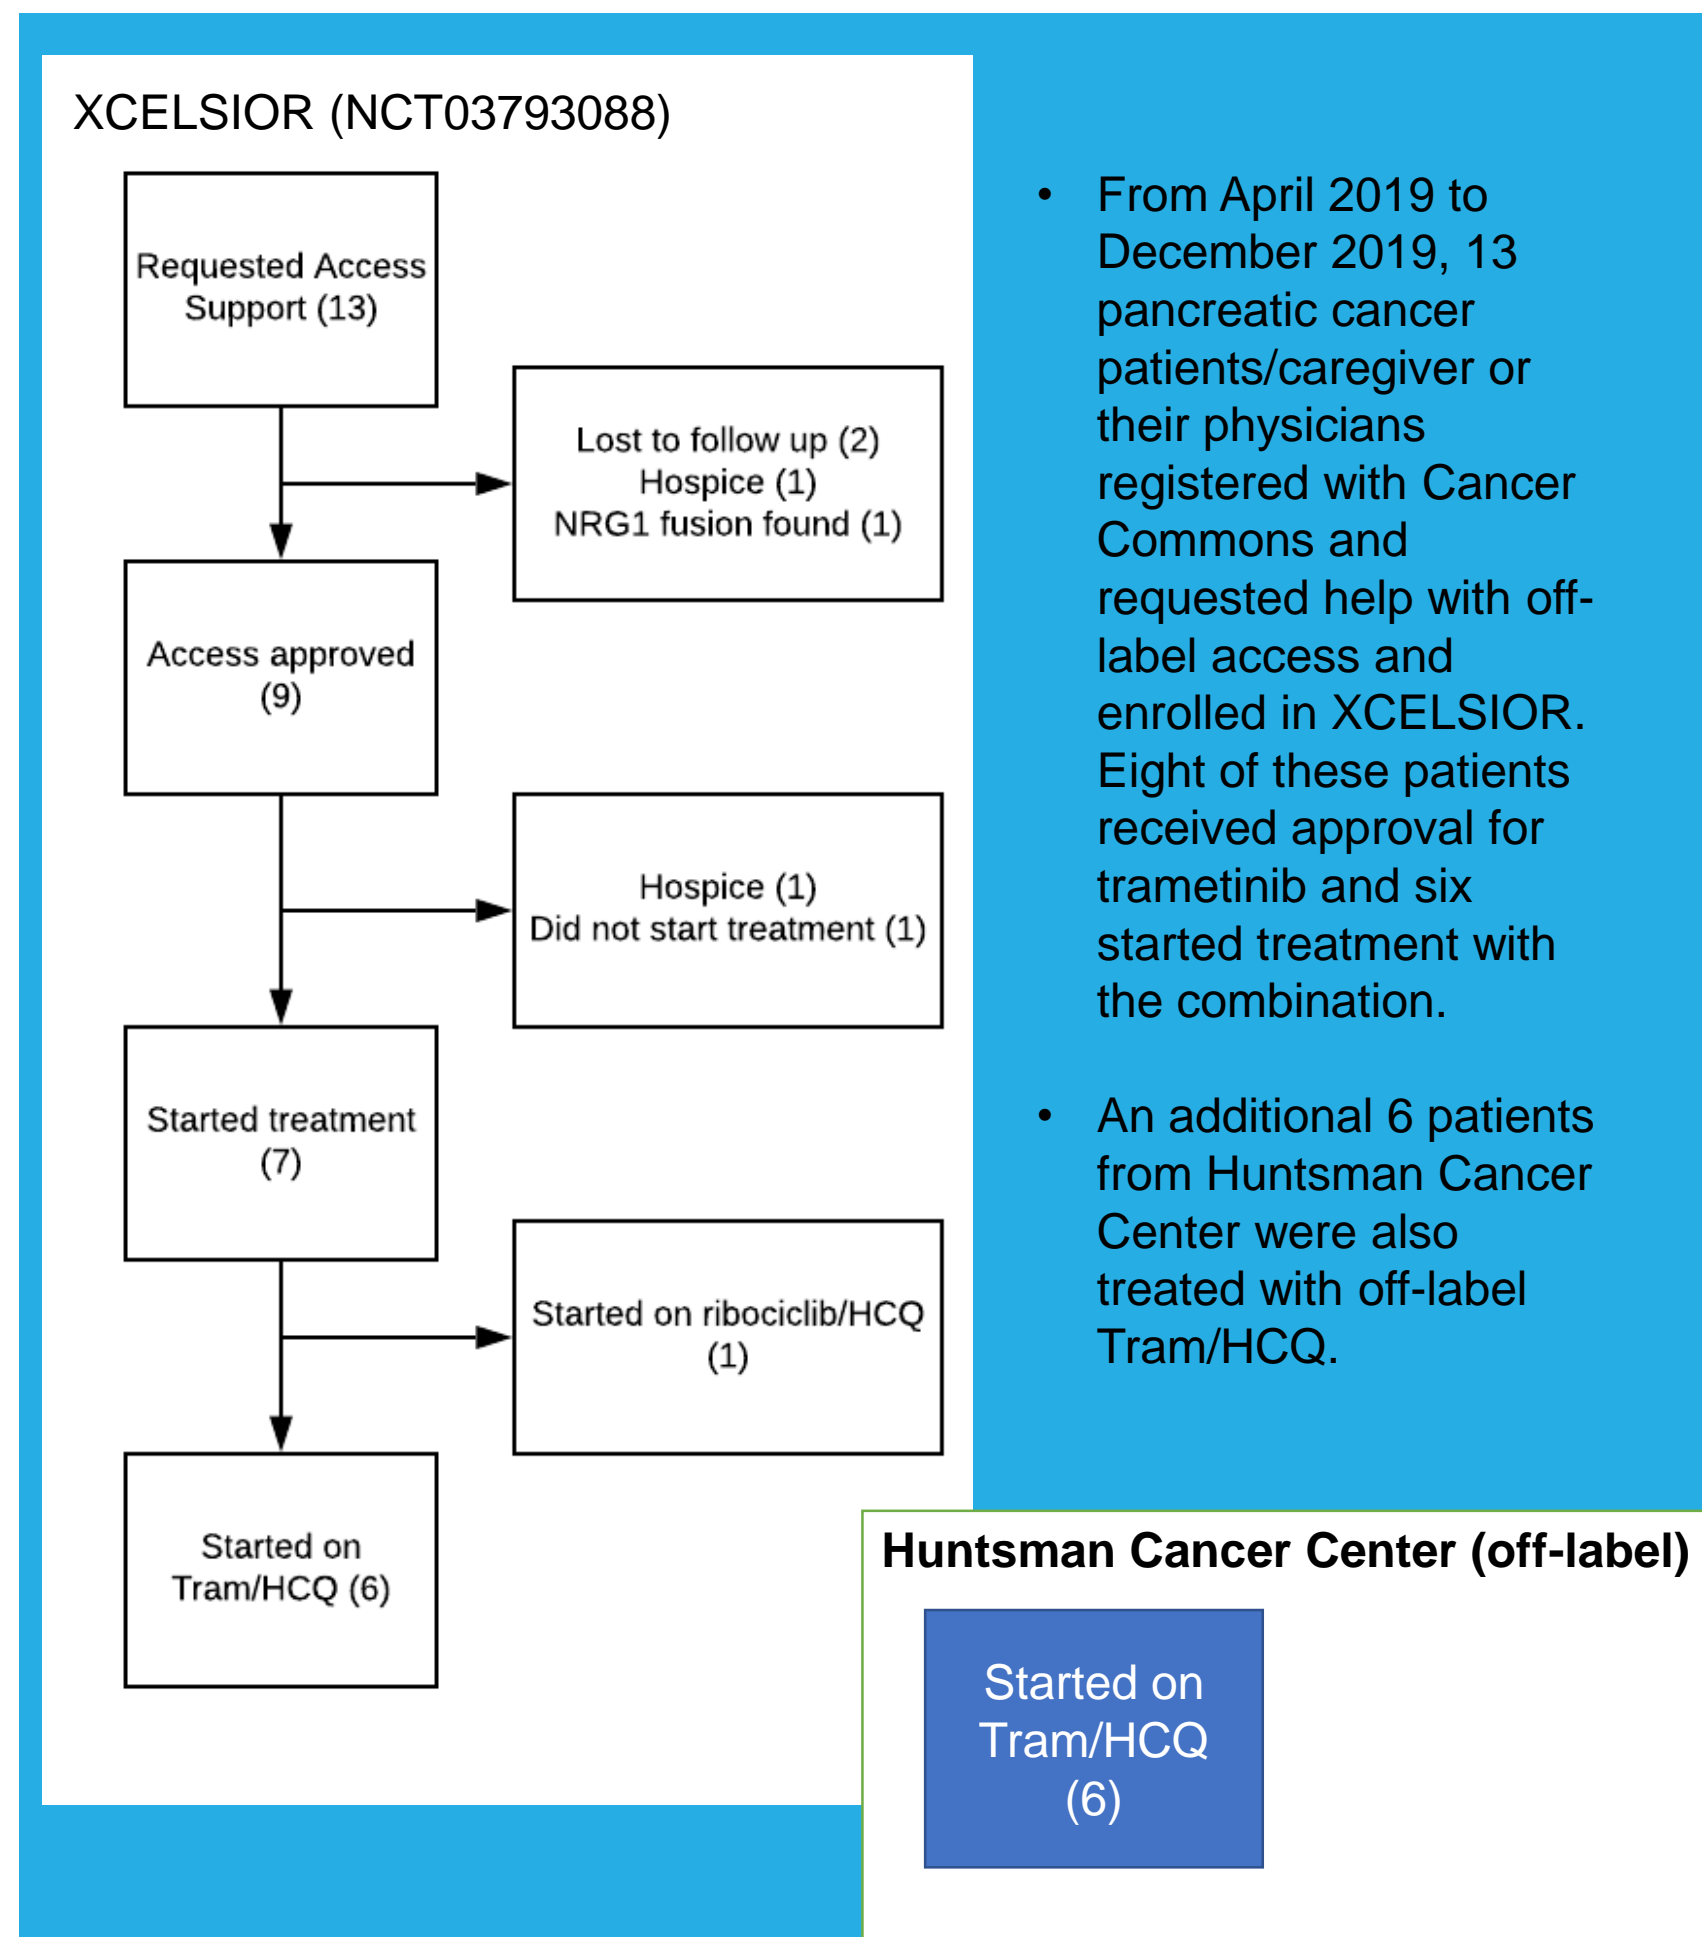 XCELSIOR (NCT03793088)
Requested Access
Support (13)
Lost to follow up (2)
Hospice (1)
NRG1 fusion found (1)
Access approved
(9)
Hospice (1)
Did not start treatment (1)
Started treatment
(7)
Started on ribociclib/HCQ
(1)
Started on
Tram/HCQ (6)
• From April 2019 to
December 2019, 13
pancreatic cancer
patients/caregiver or
their physicians
registered with Cancer
Commons and
requested help with off-
label access and
enrolled in XCELSIOR.
Eight of these patients
received approval for
trametinib and six
started treatment with
the combination.
• An additional 6 patients
from Huntsman Cancer
Center were also
treated with off-label
Tram/HCQ.
Huntsman Cancer Center (off-label)
Started on
Tram/HCQ
(6)